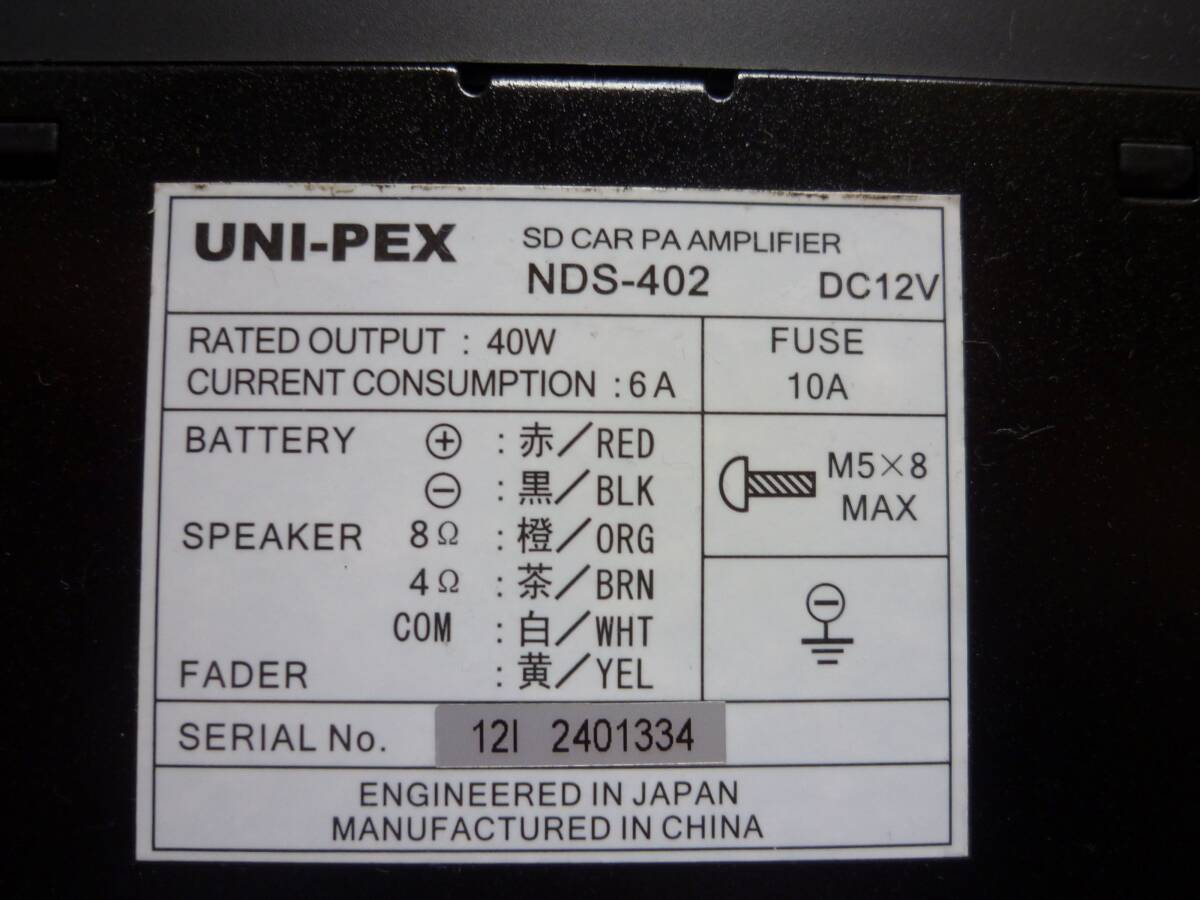 UNI-PEX
SD CAR PA AMPLIFIER
NDS-402
DC12V
RATED OUTPUT : 40W
CURRENT CONSUMPTION : 6 A
FUSE
10A
BATTERY ⊕ : 赤／RED
⊖ : 黒／BLK
SPEAKER 8Ω : 橙／ORG
4Ω : 茶／BRN
COM : 白／WHT
FADER : 黄／YEL
M5×8
MAX
SERIAL No. 12I 2401334
ENGINEERED IN JAPAN
MANUFACTURED IN CHINA